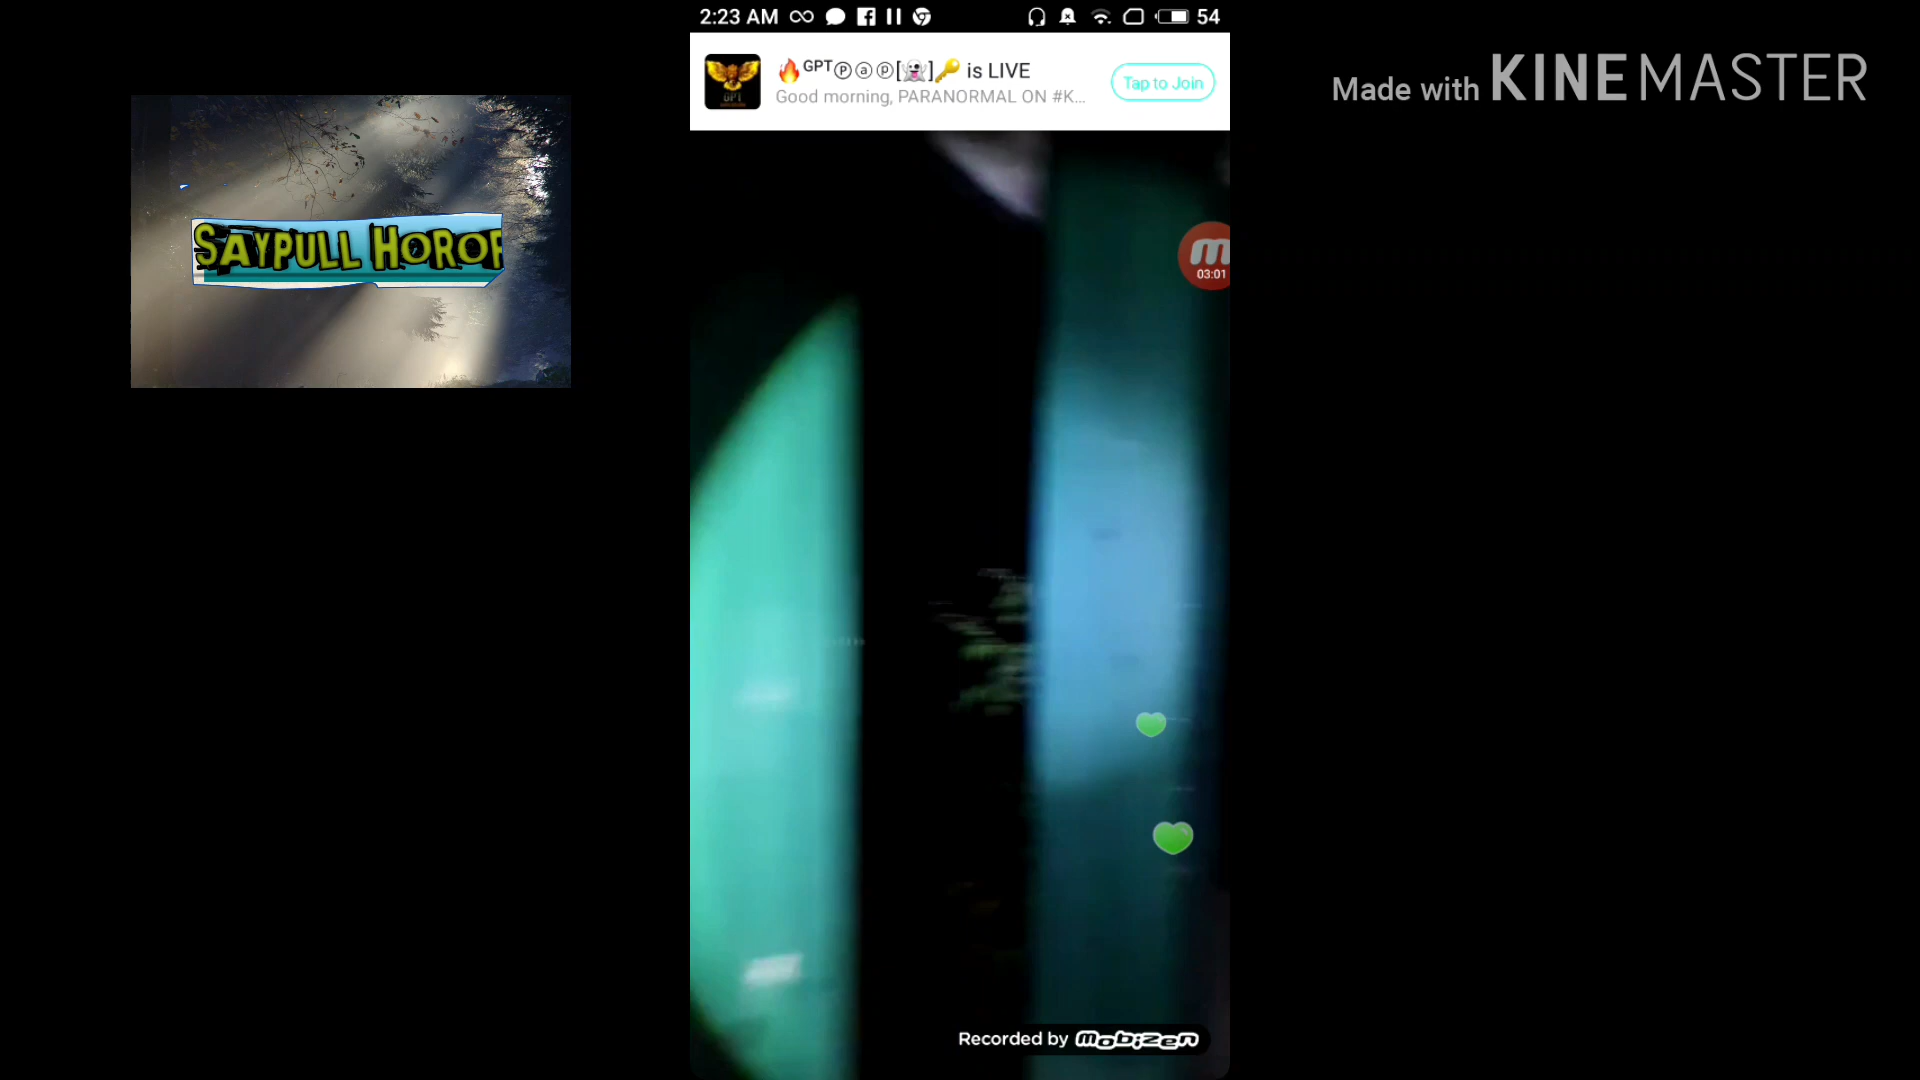 2:23 AM 54
🔥ᴳᴾᵀⓅⓐⓟ[👻]🔑 is LIVE
Good morning, PARANORMAL ON #K...
Tap to Join
Made with KINEMASTER
SAYPULL HOROR
GPT
03:01
Recorded by mobizen